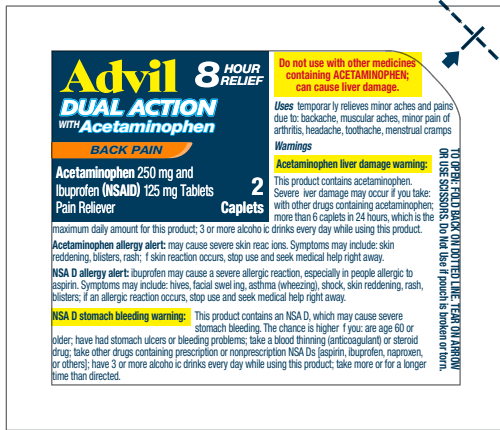 Advil
8 HOUR
RELIEF
DUAL ACTION
WITH Acetaminophen
BACK PAIN
Acetaminophen 250 mg and
Ibuprofen (NSAID) 125 mg Tablets
Pain Reliever
2
Caplets
Do not use with other medicines
containing ACETAMINOPHEN;
can cause liver damage.
Uses temporar ly relieves minor aches and pains
due to: backache, muscular aches, minor pain of
arthritis, headache, toothache, menstrual cramps
Warnings
Acetaminophen liver damage warning:
This product contains acetaminophen.
Severe iver damage may occur if you take:
with other drugs containing acetaminophen;
more than 6 caplets in 24 hours, which is the
maximum daily amount for this product; 3 or more alcoho ic drinks every day while using this product.
Acetaminophen allergy alert: may cause severe skin reac ions. Symptoms may include: skin
reddening, blisters, rash; f skin reaction occurs, stop use and seek medical help right away.
NSA D allergy alert: ibuprofen may cause a severe allergic reaction, especially in people allergic to
aspirin. Symptoms may include: hives, facial swel ing, asthma (wheezing), shock, skin reddening, rash,
blisters; if an allergic reaction occurs, stop use and seek medical help right away.
NSA D stomach bleeding warning: This product contains an NSA D, which may cause severe
stomach bleeding. The chance is higher f you: are age 60 or
older; have had stomach ulcers or bleeding problems; take a blood thinning (anticoagulant) or steroid
drug; take other drugs containing prescription or nonprescription NSA Ds [aspirin, ibuprofen, naproxen,
or others]; have 3 or more alcoho ic drinks every day while using this product; take more or for a longer
time than directed.
TO OPEN: FOLD BACK ON DOTTED LINE. TEAR ON ARROW
OR USE SCISSORS. Do Not Use if pouch is broken or torn.